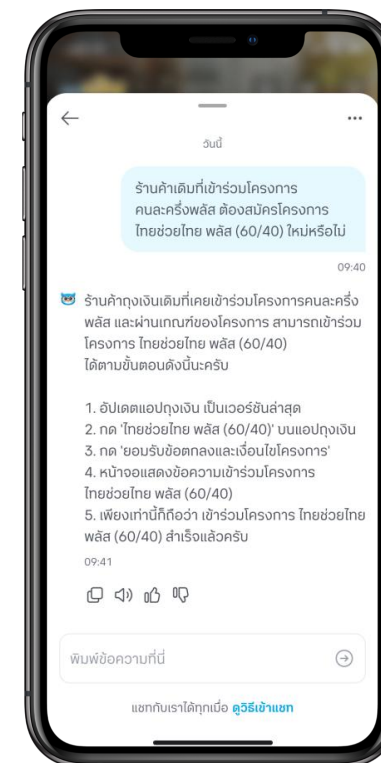 วันนี้
ร้านค้าเดิมที่เข้าร่วมโครงการ
คนละครึ่งพลัส ต้องสมัครโครงการ
ไทยช่วยไทย พลัส (60/40) ใหม่หรือไม่
09:40
ร้านค้าถุงเงินเดิมที่เคยเข้าร่วมโครงการคนละครึ่ง
พลัส และผ่านเกณฑ์ของโครงการ สามารถเข้าร่วม
โครงการ ไทยช่วยไทย พลัส (60/40)
ได้ตามขั้นตอนดังนี้นะครับ
1. อัปเดตแอปถุงเงิน เป็นเวอร์ชันล่าสุด
2. กด 'ไทยช่วยไทย พลัส (60/40)' บนแอปถุงเงิน
3. กด 'ยอมรับข้อตกลงและเงื่อนไขโครงการ'
4. หน้าจอแสดงข้อความเข้าร่วมโครงการ
ไทยช่วยไทย พลัส (60/40)
5. เพียงเท่านี้ก็ถือว่า เข้าร่วมโครงการ ไทยช่วยไทย
พลัส (60/40) สำเร็จแล้วครับ
09:41
พิมพ์ข้อความที่นี่
แชทกับเราได้ทุกเมื่อ ดูวิธีเข้าแชท